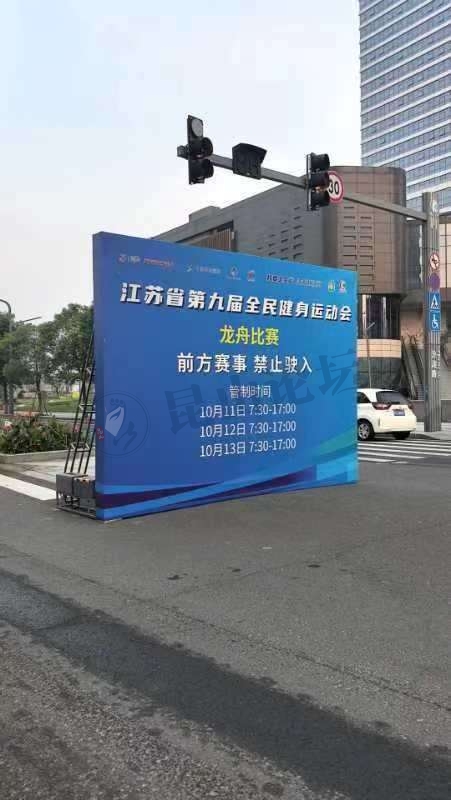 30
江苏省第九届全民健身运动会
龙舟比赛
前方赛事 禁止驶入
管制时间
10月11日 7:30-17:00
10月12日 7:30-17:00
10月13日 7:30-17:00
昆山论坛